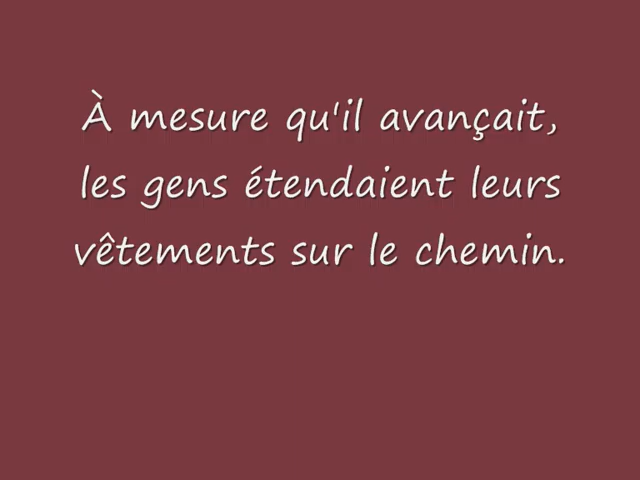 À mesure qu'il avançait,
les gens étendaient leurs
vêtements sur le chemin.